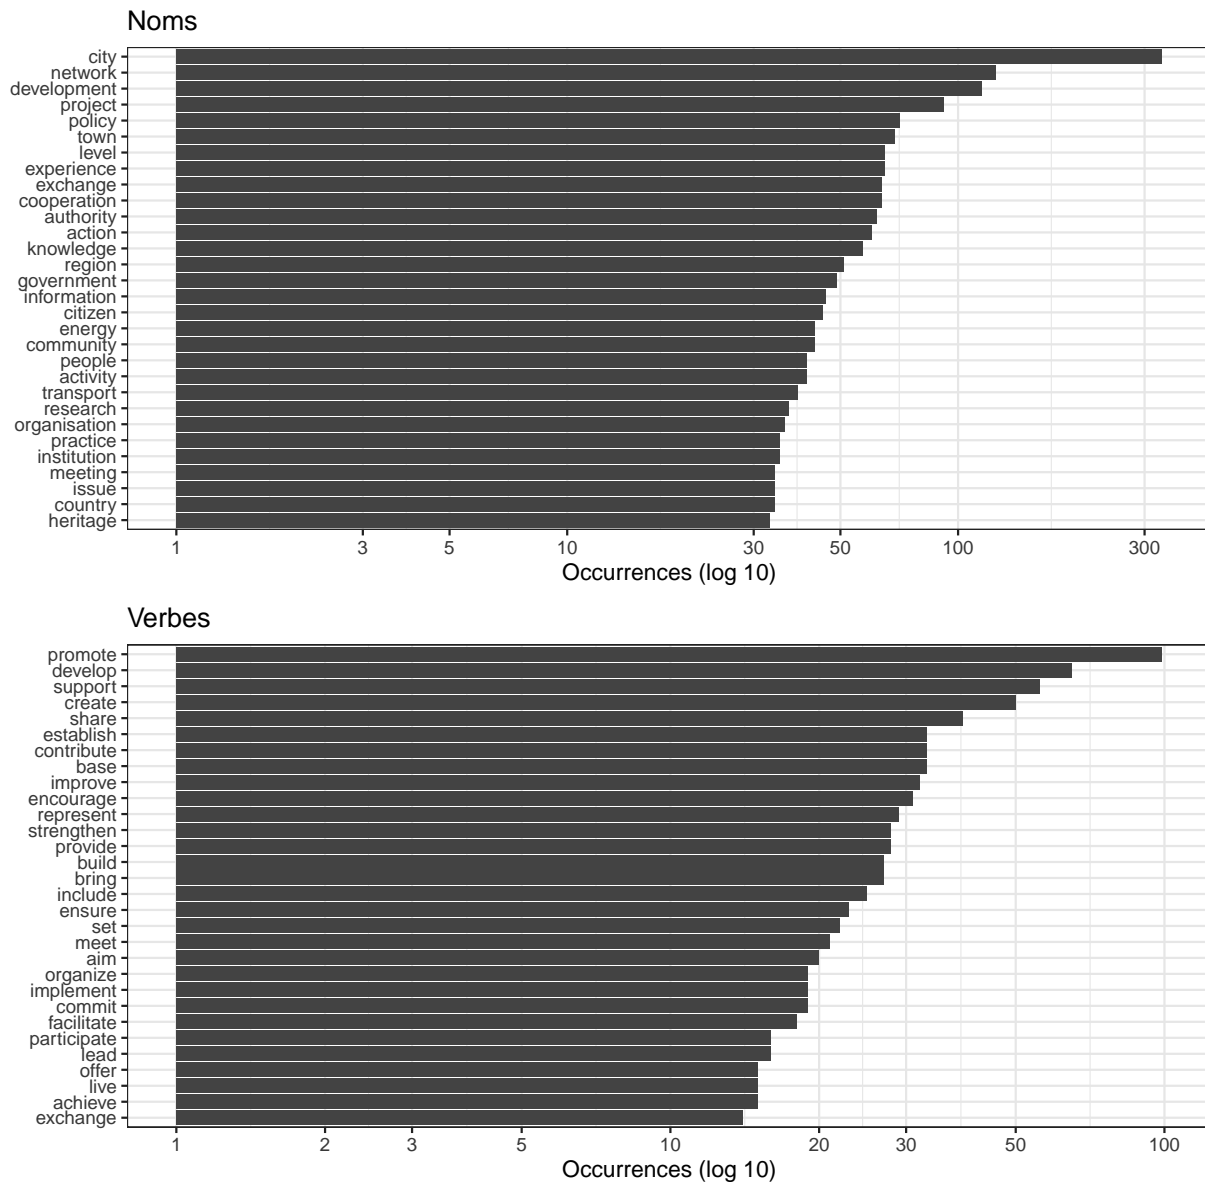 Noms
city
network
development
project
policy
town
level
experience
exchange
cooperation
authority
action
knowledge
region
government
information
citizen
energy
community
people
activity
transport
research
organisation
practice
institution
meeting
issue
country
heritage
1 3 5 10 30 50 100 300
Occurrences (log 10)
Verbes
promote
develop
support
create
share
establish
contribute
base
improve
encourage
represent
strengthen
provide
build
bring
include
ensure
set
meet
aim
organize
implement
commit
facilitate
participate
lead
offer
live
achieve
exchange
1 2 3 5 10 20 30 50 100
Occurrences (log 10)